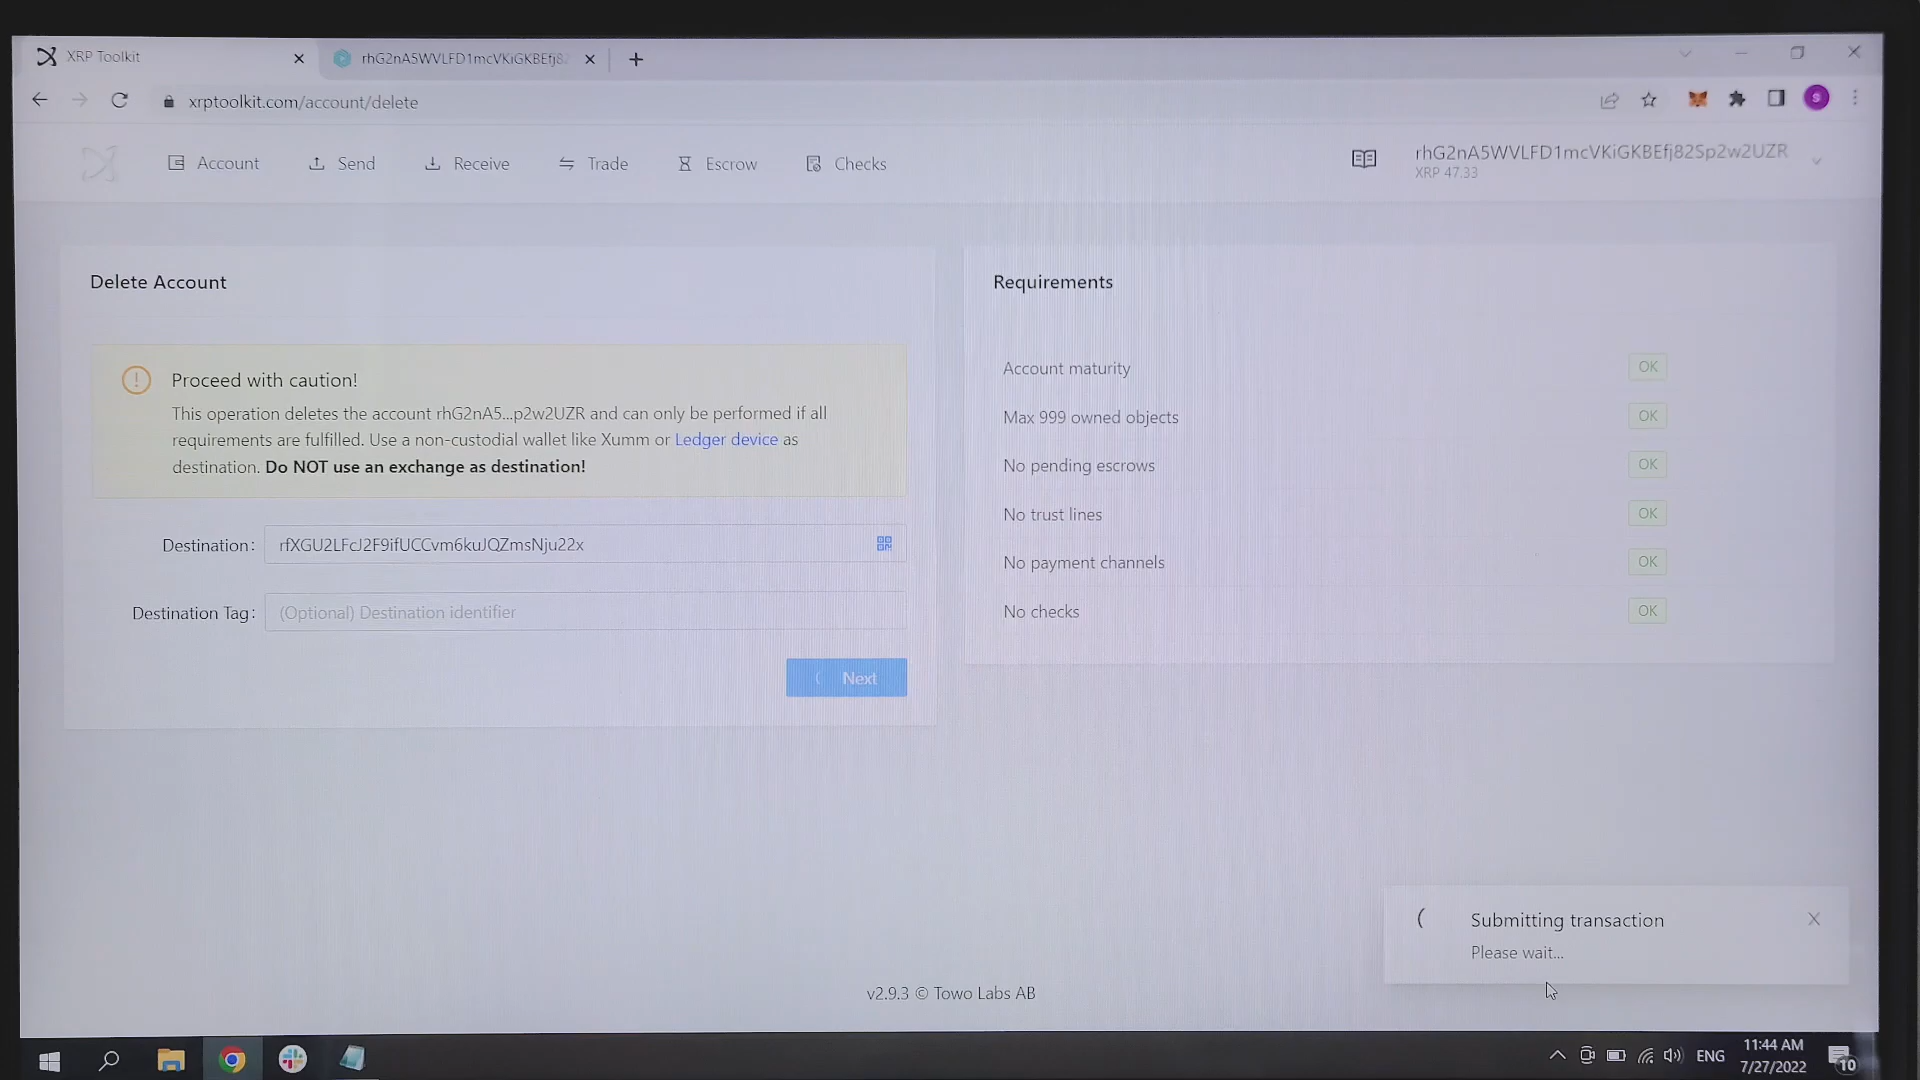 XRP Toolkit
rhG2nA5WVLFD1mcVKiGKBEfj82
xrptoolkit.com/account/delete
S
Account
Send
Receive
Trade
Escrow
Checks
rhG2nA5WVLFD1mcVKiGKBEfj82Sp2w2UZR
XRP 47.33
Delete Account
Proceed with caution!
This operation deletes the account rhG2nA5...p2w2UZR and can only be performed if all
requirements are fulfilled. Use a non-custodial wallet like Xumm or Ledger device as
destination. Do NOT use an exchange as destination!
Destination: rfXGU2LFcJ2F9ifUCCvm6kuJQZmsNju22x
Destination Tag: (Optional) Destination identifier
Next
Requirements
Account maturity OK
Max 999 owned objects OK
No pending escrows OK
No trust lines OK
No payment channels OK
No checks OK
Submitting transaction
Please wait...
v2.9.3 © Towo Labs AB
ENG
11:44 AM
7/27/2022
10